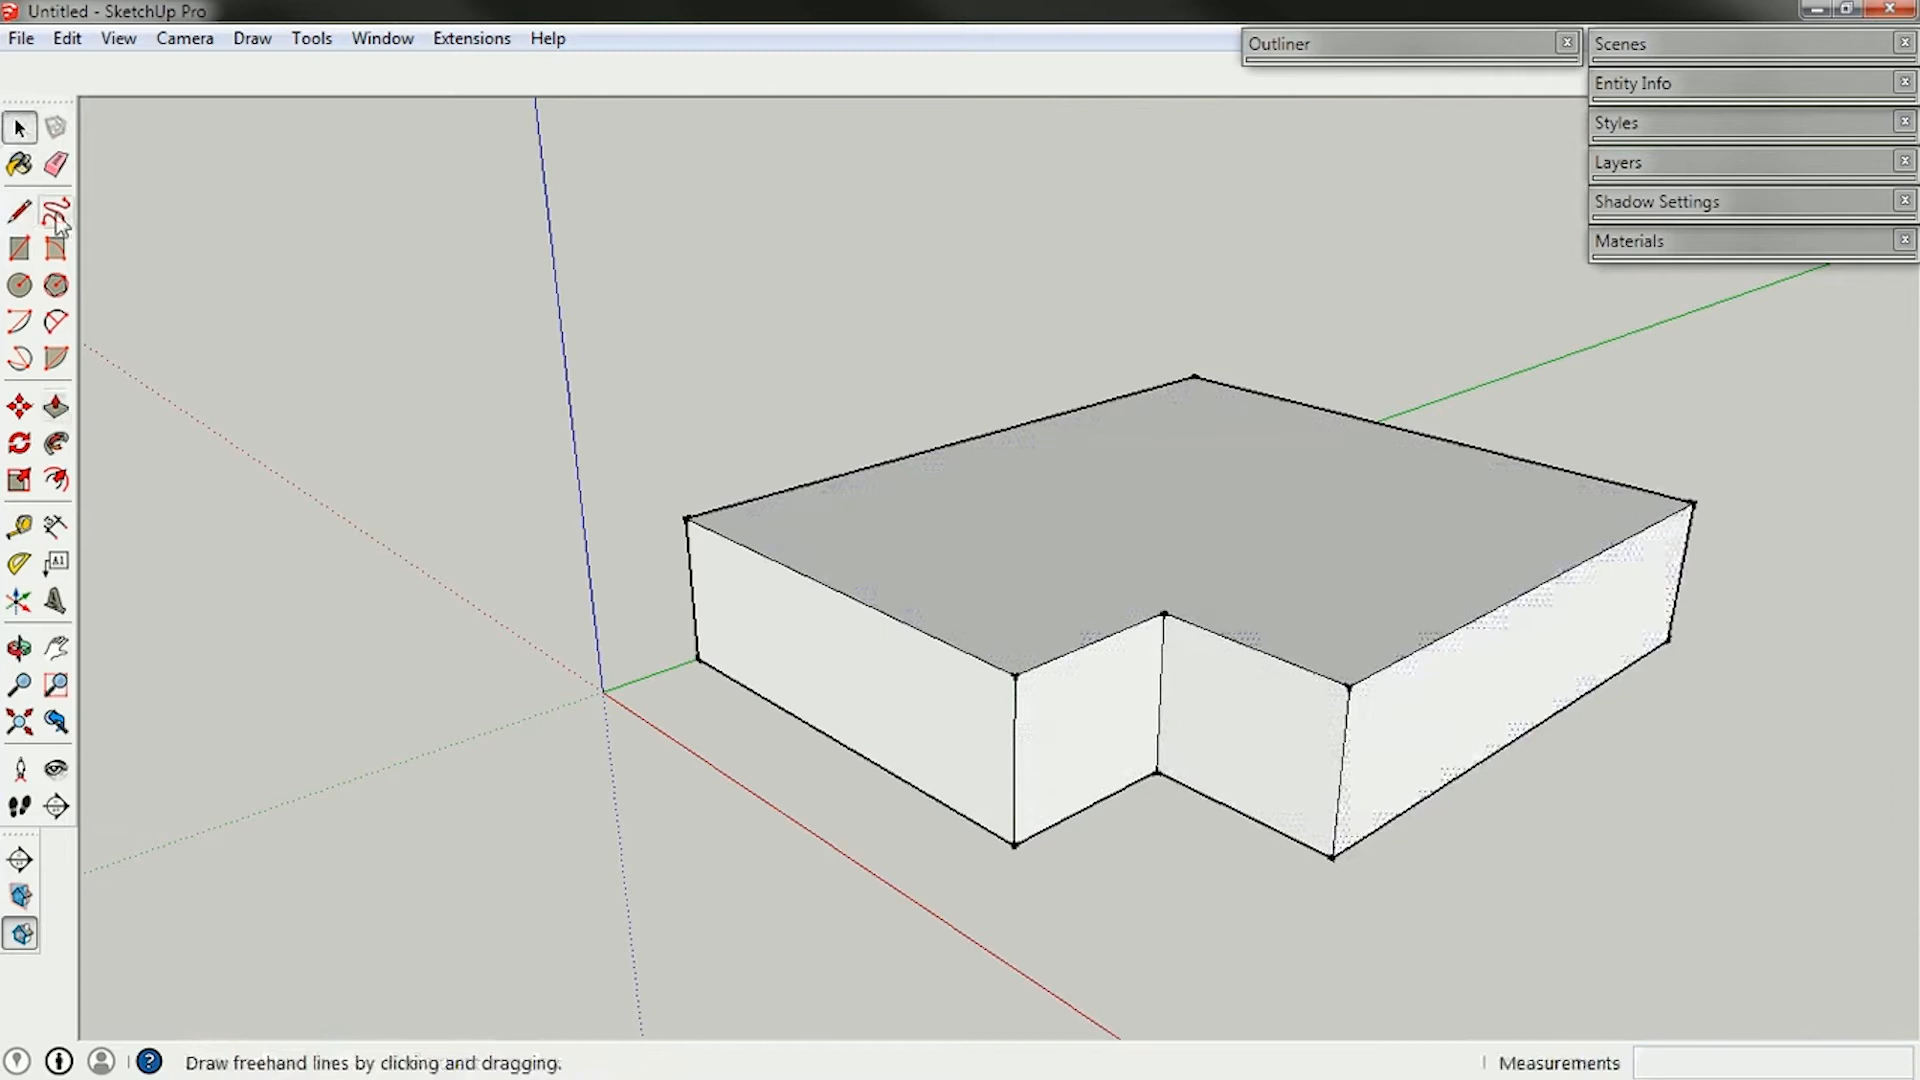 Untitled - SketchUp Pro
File Edit View Camera Draw Tools Window Extensions Help
Outliner
Scenes
Entity Info
Styles
Layers
Shadow Settings
Materials
A1
Draw freehand lines by clicking and dragging.
Measurements